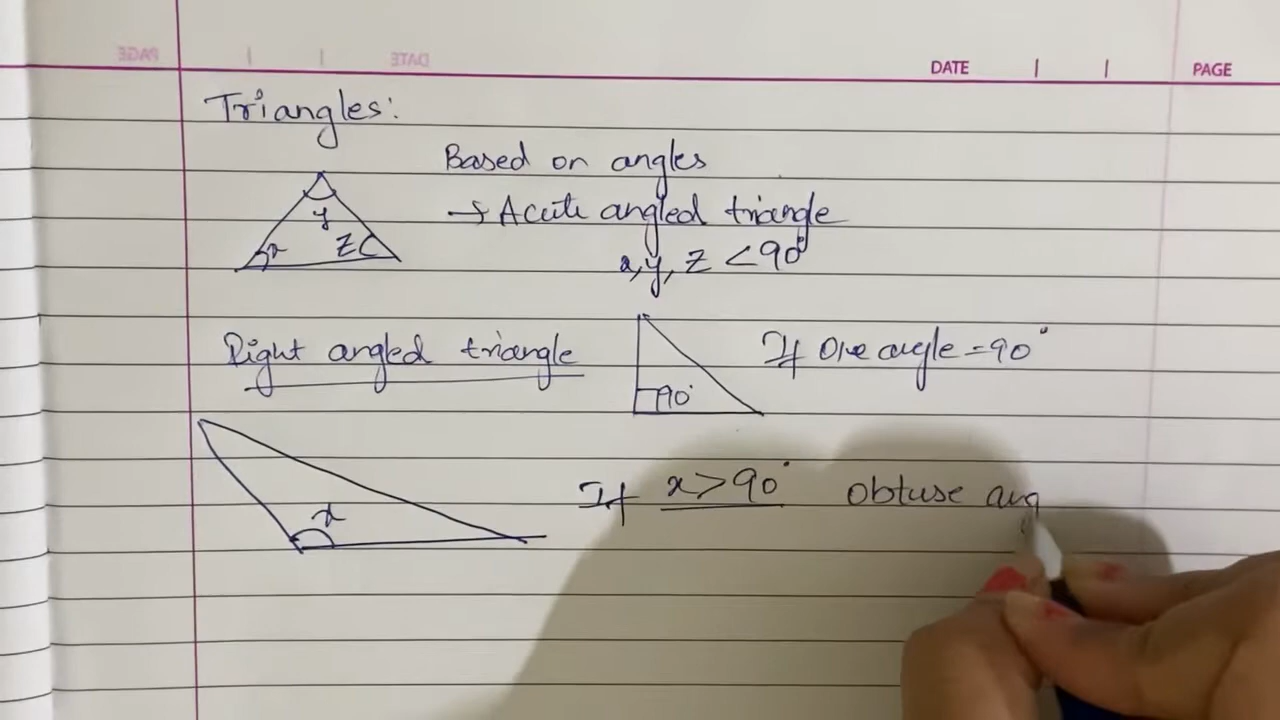 DATE PAGE
Triangles:
Based on angles
y
→ Acute angled triangle
x
z
x, y, z < 90°
Right angled triangle
If one angle = 90°
90°
If x > 90° obtuse ang
x